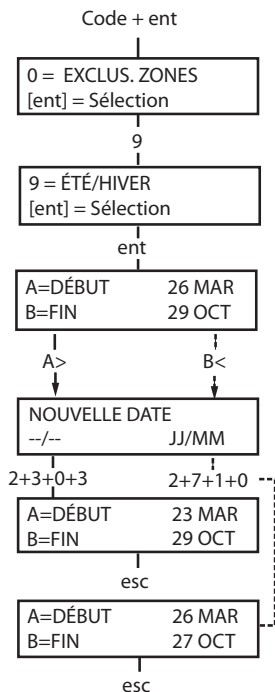 Code + ent
0 = EXCLUS. ZONES
[ent] = Sélection
9
9 = ÉTÉ/HIVER
[ent] = Sélection
ent
A=DÉBUT 26 MAR
B=FIN 29 OCT
A> B<
NOUVELLE DATE
--/-- JJ/MM
2+3+0+3 2+7+1+0
A=DÉBUT 23 MAR
B=FIN 29 OCT
esc
A=DÉBUT 26 MAR
B=FIN 27 OCT
esc